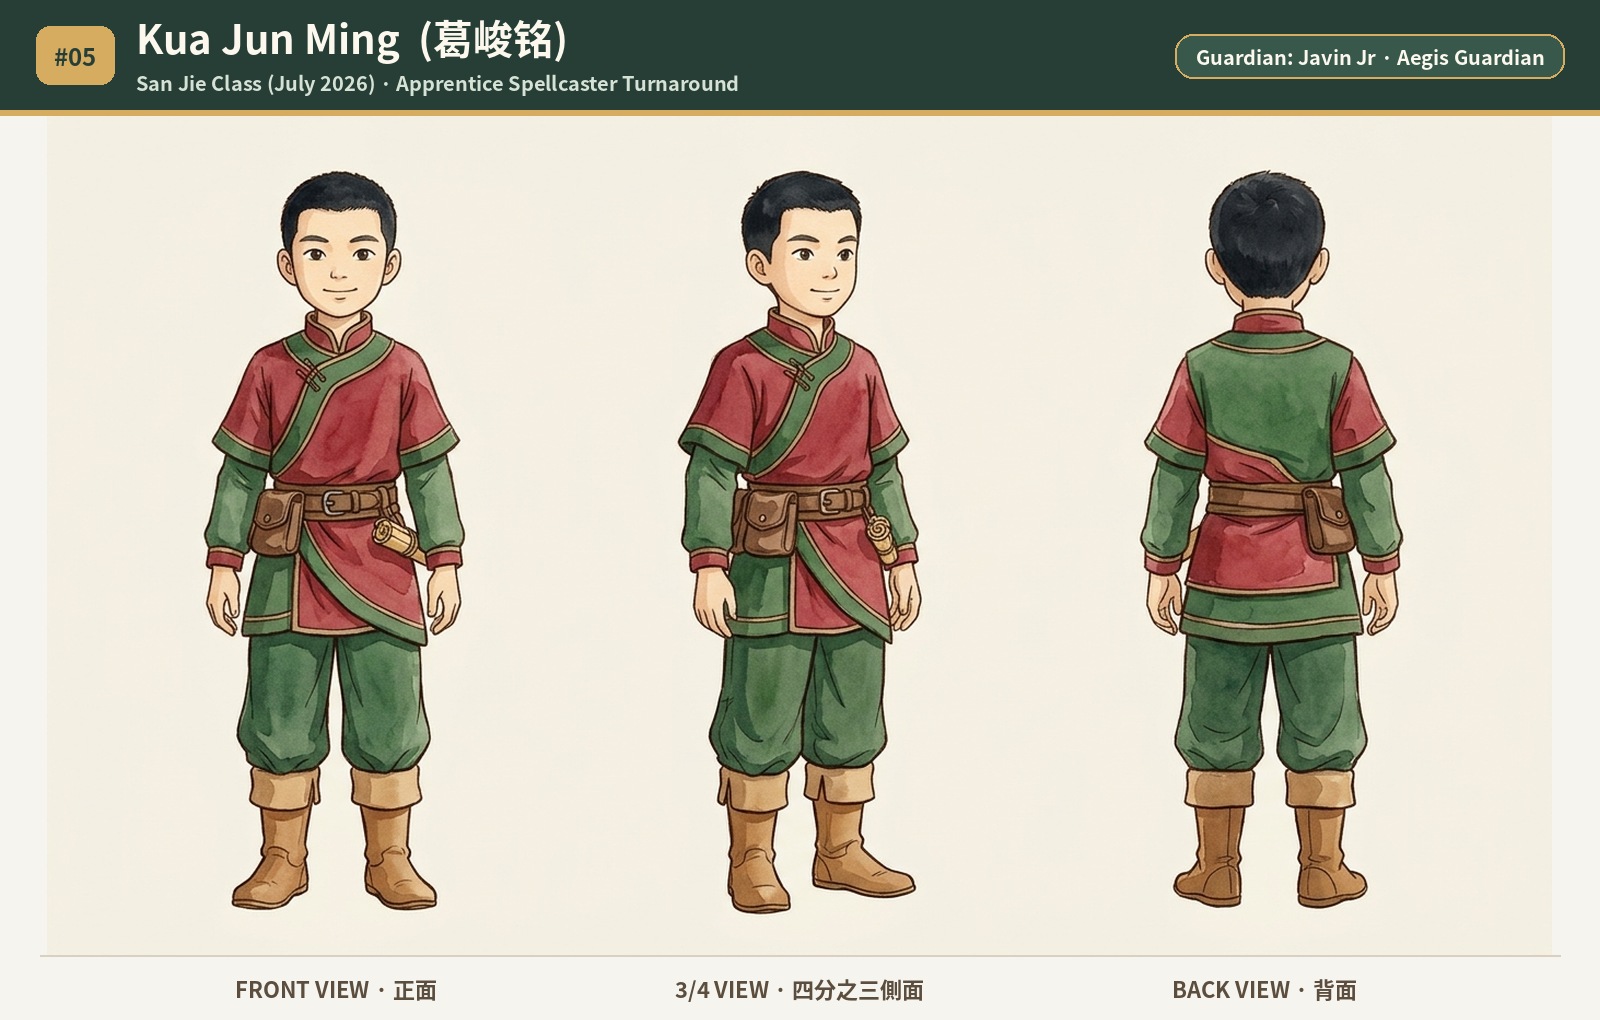 #05
Kua Jun Ming (葛峻铭)
San Jie Class (July 2026) · Apprentice Spellcaster Turnaround
Guardian: Javin Jr · Aegis Guardian
FRONT VIEW · 正面
3/4 VIEW · 四分之三側面
BACK VIEW · 背面